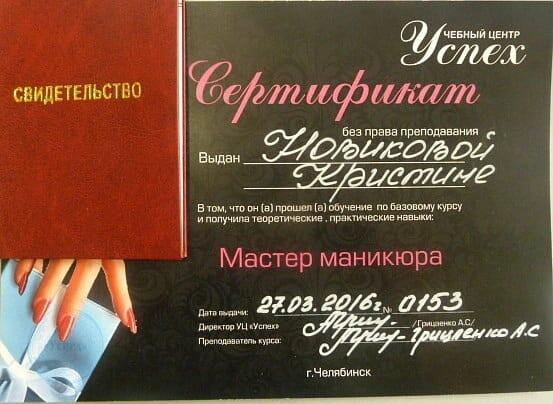 СВИДЕТЕЛЬСТВО
ЧЕБНЫЙ ЦЕНТР
Успех
Сертификат
без права преподавания
Выдан Новиковой
Кристине
В том, что он (а) прошел (а) обучение по базовому курсу
и получила теоретические , практические навыки:
Мастер маникюра
Дата выдачи: 27.03.2016г № 0153
Директор УЦ «Успех» /Грищенко А.С/
Преподаватель курса: Грищленко А.С
г.Челябинск